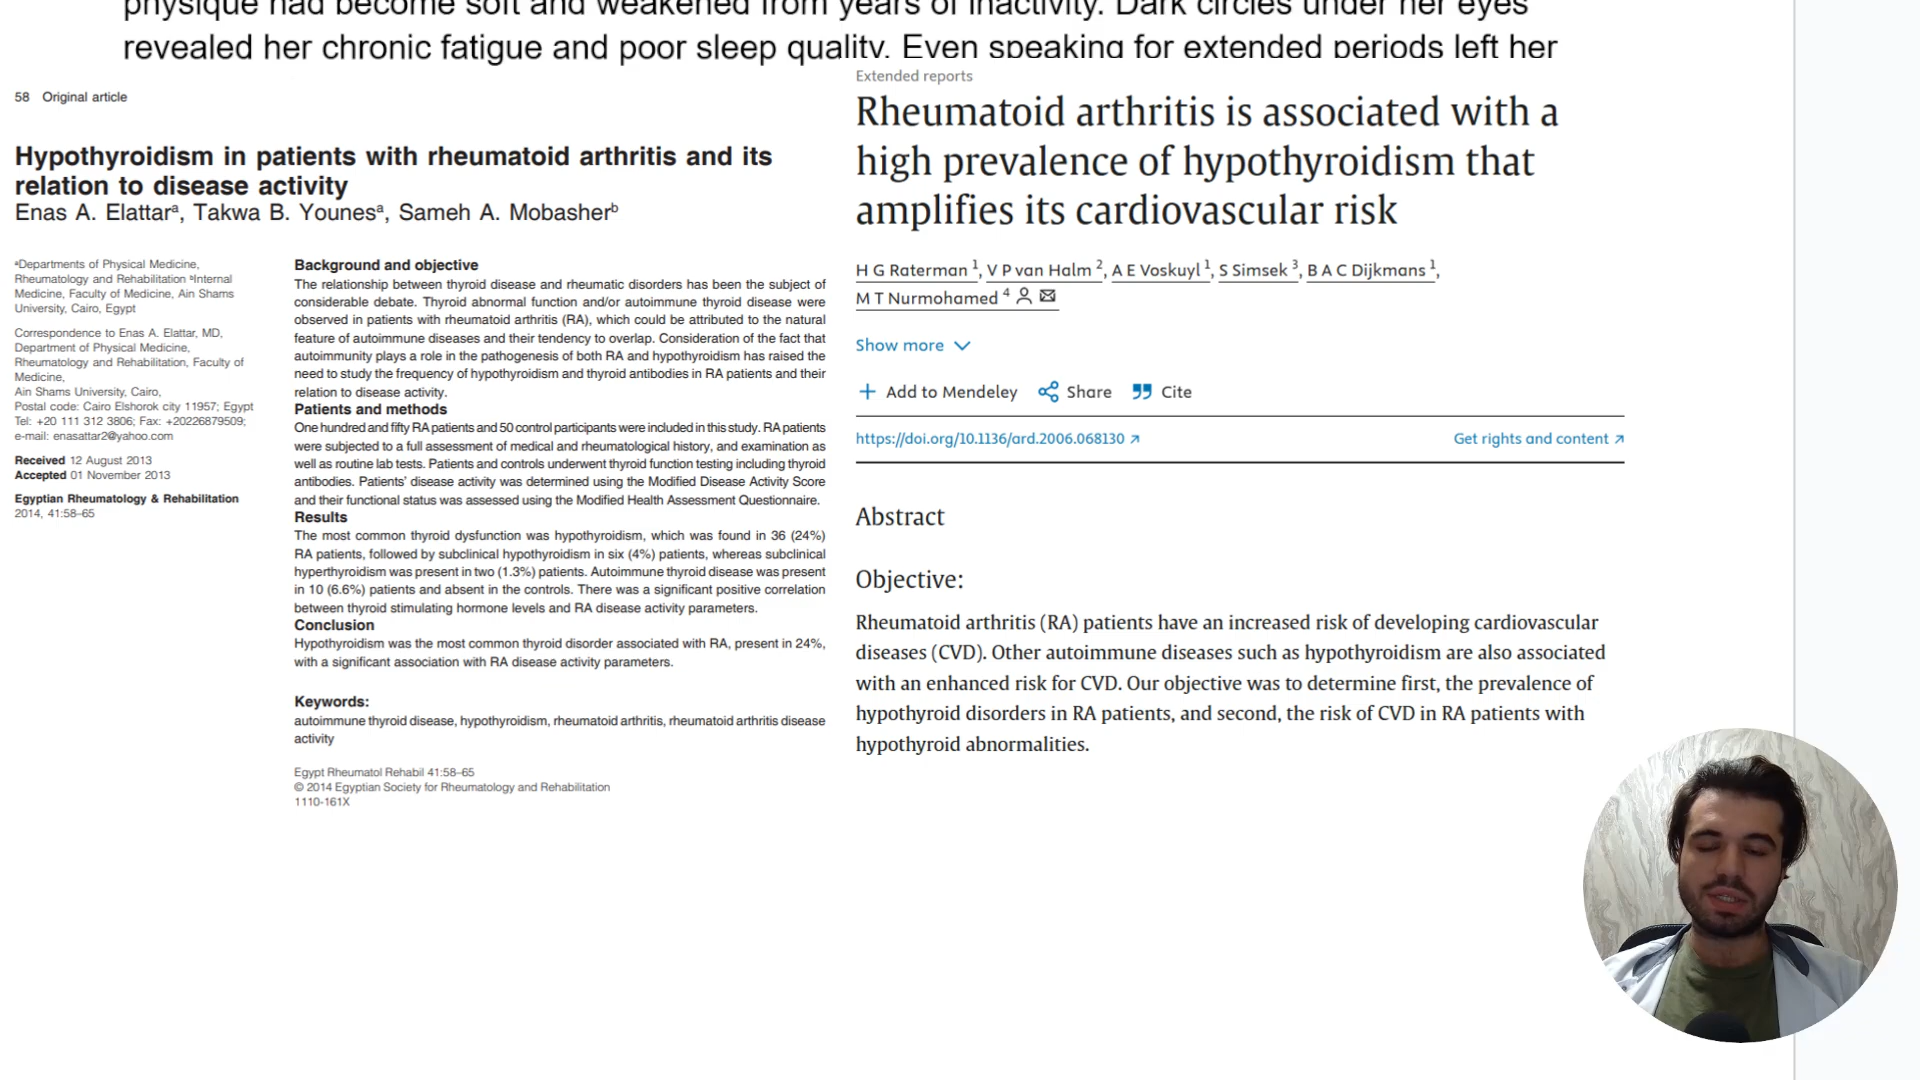 physique had become soft and weakened from years of inactivity. Dark circles under her eyes
revealed her chronic fatigue and poor sleep quality. Even speaking for extended periods left her
58 Original article
Hypothyroidism in patients with rheumatoid arthritis and its
relation to disease activity
Enas A. Elattarᵃ, Takwa B. Younesᵃ, Sameh A. Mobasherᵇ
ᵃDepartments of Physical Medicine,
Rheumatology and Rehabilitation ᵇInternal
Medicine, Faculty of Medicine, Ain Shams
University, Cairo, Egypt
Correspondence to Enas A. Elattar, MD,
Department of Physical Medicine,
Rheumatology and Rehabilitation, Faculty of
Medicine,
Ain Shams University, Cairo,
Postal code: Cairo Elshorok city 11957; Egypt
Tel: +20 111 312 3806; Fax: +20226879509;
e-mail: enasattar2@yahoo.com
Received 12 August 2013
Accepted 01 November 2013
Egyptian Rheumatology & Rehabilitation
2014, 41:58–65
Background and objective
The relationship between thyroid disease and rheumatic disorders has been the subject of
considerable debate. Thyroid abnormal function and/or autoimmune thyroid disease were
observed in patients with rheumatoid arthritis (RA), which could be attributed to the natural
feature of autoimmune diseases and their tendency to overlap. Consideration of the fact that
autoimmunity plays a role in the pathogenesis of both RA and hypothyroidism has raised the
need to study the frequency of hypothyroidism and thyroid antibodies in RA patients and their
relation to disease activity.
Patients and methods
One hundred and fifty RA patients and 50 control participants were included in this study. RA patients
were subjected to a full assessment of medical and rheumatological history, and examination as
well as routine lab tests. Patients and controls underwent thyroid function testing including thyroid
antibodies. Patients' disease activity was determined using the Modified Disease Activity Score
and their functional status was assessed using the Modified Health Assessment Questionnaire.
Results
The most common thyroid dysfunction was hypothyroidism, which was found in 36 (24%)
RA patients, followed by subclinical hypothyroidism in six (4%) patients, whereas subclinical
hyperthyroidism was present in two (1.3%) patients. Autoimmune thyroid disease was present
in 10 (6.6%) patients and absent in the controls. There was a significant positive correlation
between thyroid stimulating hormone levels and RA disease activity parameters.
Conclusion
Hypothyroidism was the most common thyroid disorder associated with RA, present in 24%,
with a significant association with RA disease activity parameters.
Keywords:
autoimmune thyroid disease, hypothyroidism, rheumatoid arthritis, rheumatoid arthritis disease
activity
Egypt Rheumatol Rehabil 41:58–65
© 2014 Egyptian Society for Rheumatology and Rehabilitation
1110-161X
Extended reports
Rheumatoid arthritis is associated with a
high prevalence of hypothyroidism that
amplifies its cardiovascular risk
H G Raterman ¹, V P van Halm ², A E Voskuyl ¹, S Simsek ³, B A C Dijkmans ¹,
M T Nurmohamed ⁴
Show more
Add to Mendeley Share Cite
https://doi.org/10.1136/ard.2006.068130 ↗ Get rights and content ↗
Abstract
Objective:
Rheumatoid arthritis (RA) patients have an increased risk of developing cardiovascular
diseases (CVD). Other autoimmune diseases such as hypothyroidism are also associated
with an enhanced risk for CVD. Our objective was to determine first, the prevalence of
hypothyroid disorders in RA patients, and second, the risk of CVD in RA patients with
hypothyroid abnormalities.